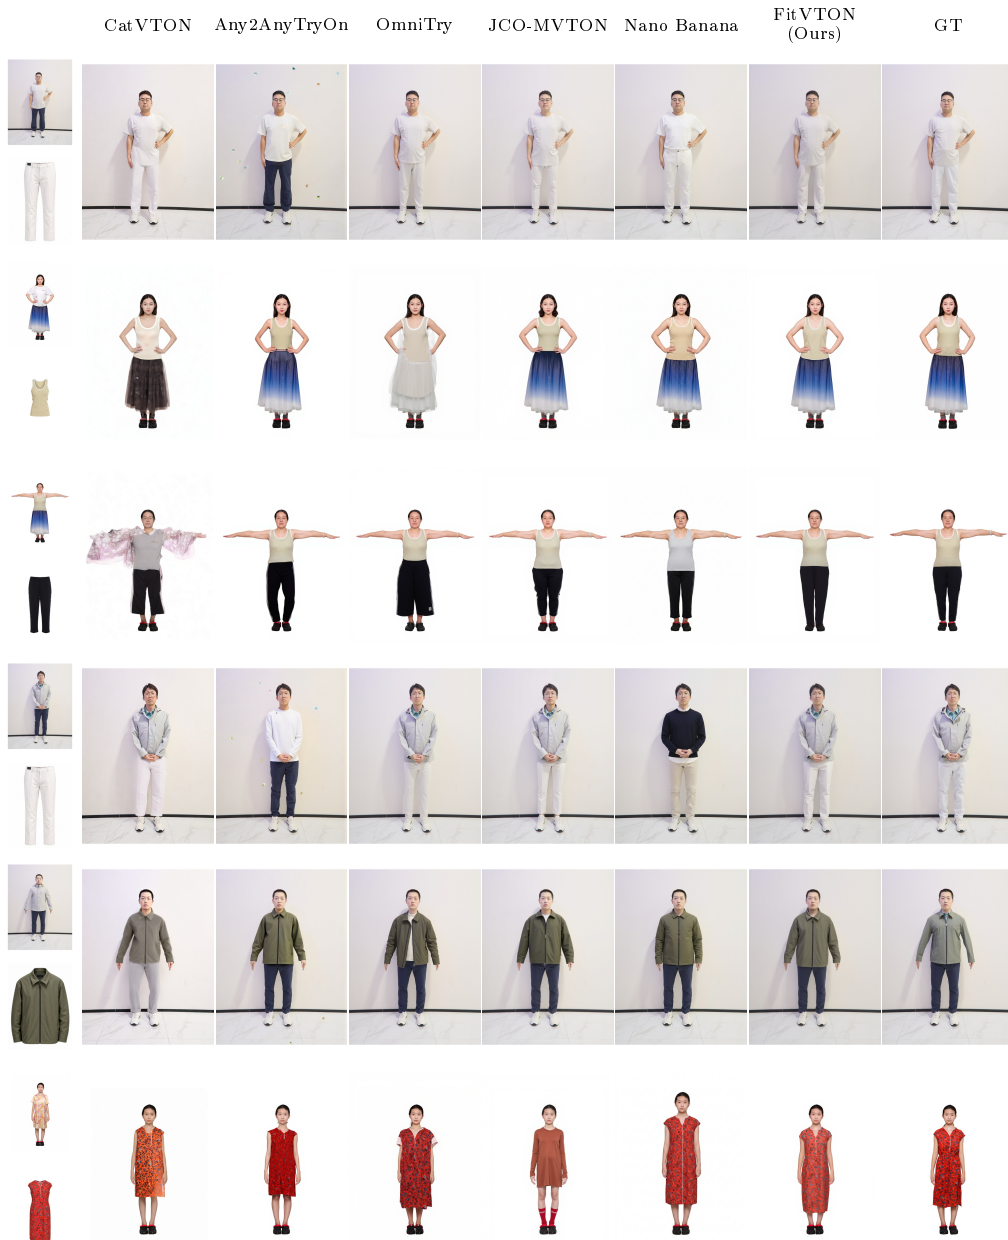 CatVTON
Any2AnyTryOn
OmniTry
JCO-MVTON
Nano Banana
FitVTON
(Ours)
GT